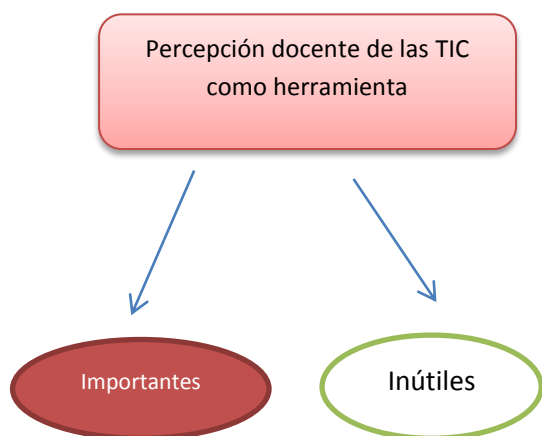 Percepción docente de las TIC
como herramienta
Importantes
Inútiles